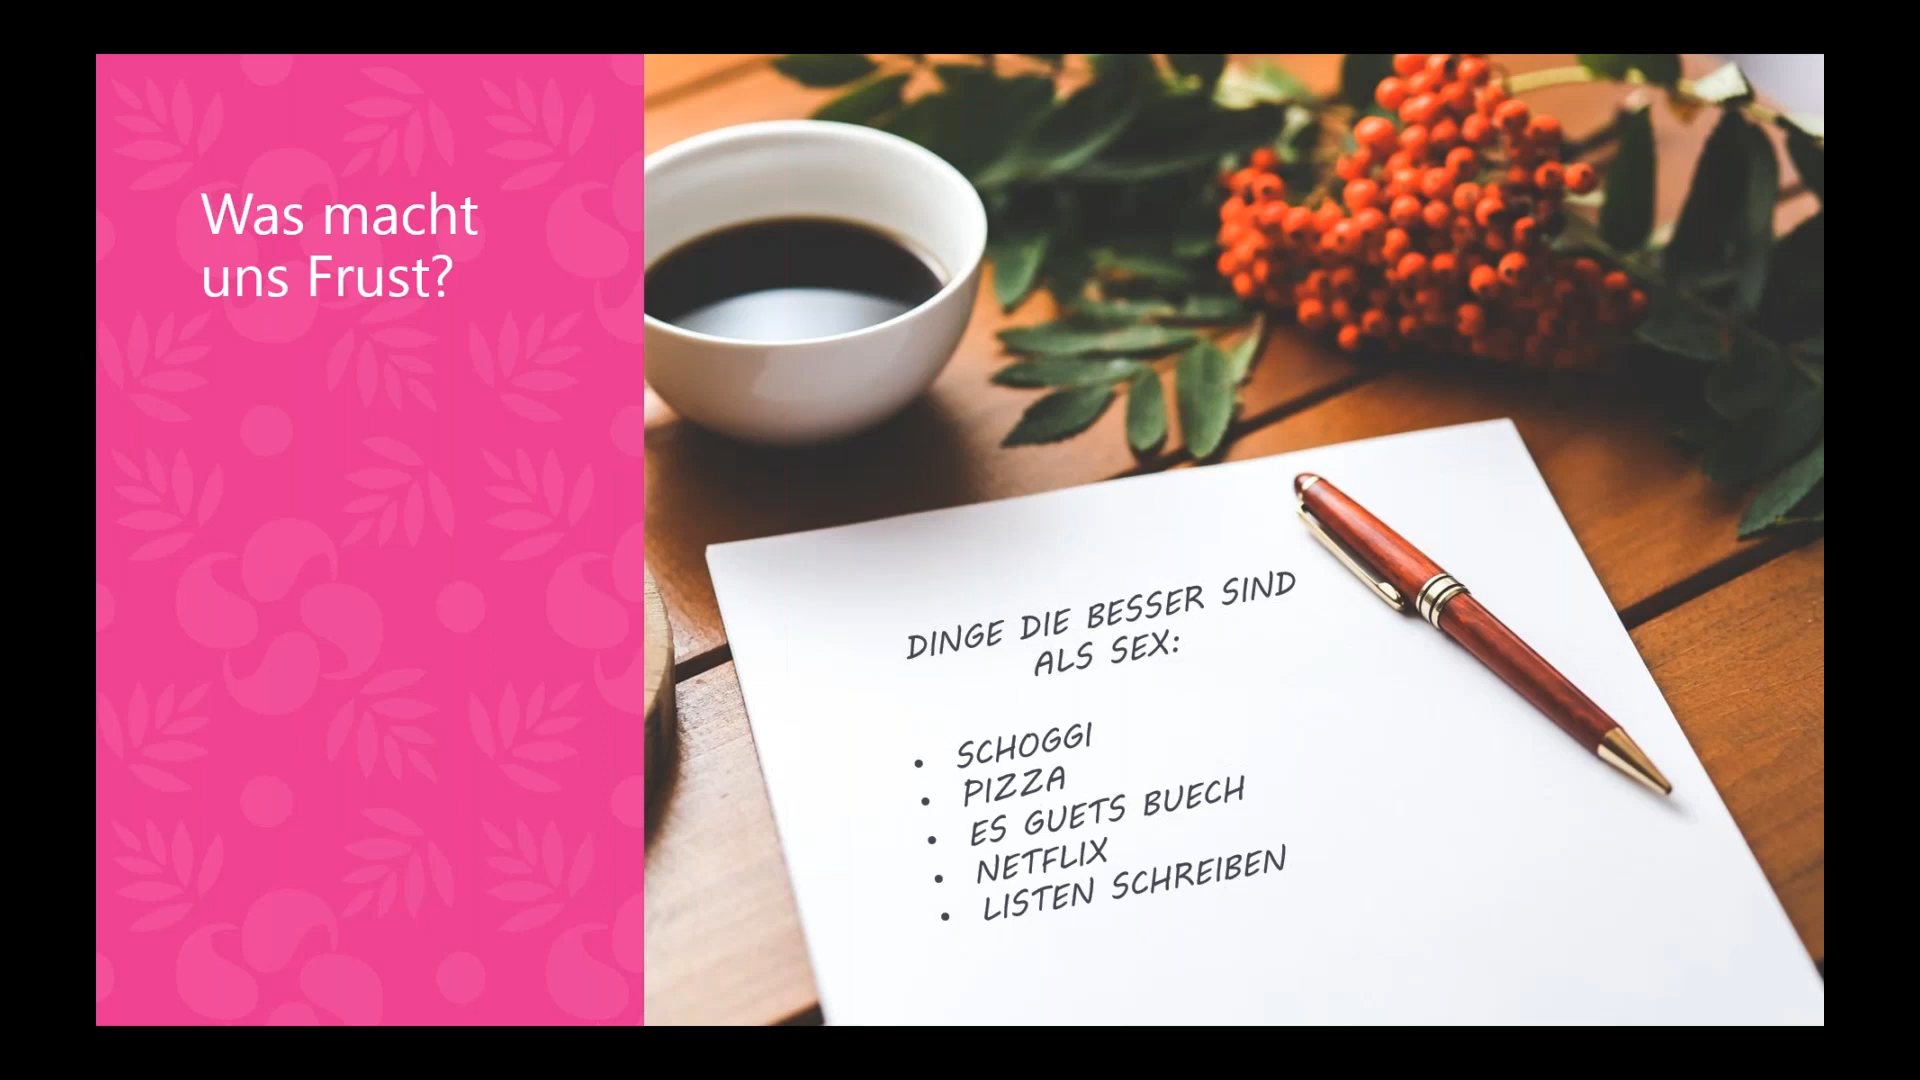 Was macht
uns Frust?
DINGE DIE BESSER SIND
ALS SEX:
• SCHOGGI
• PIZZA
• ES GUETS BUECH
• NETFLIX
• LISTEN SCHREIBEN